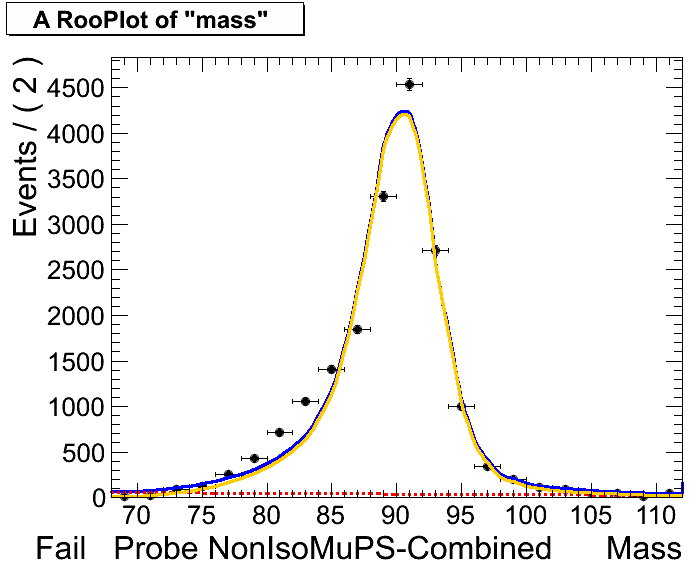 A RooPlot of "mass"
Events / ( 2 )
4500
4000
3500
3000
2500
2000
1500
1000
500
0
70 75 80 85 90 95 100 105 110
Fail Probe NonIsoMuPS-Combined Mass